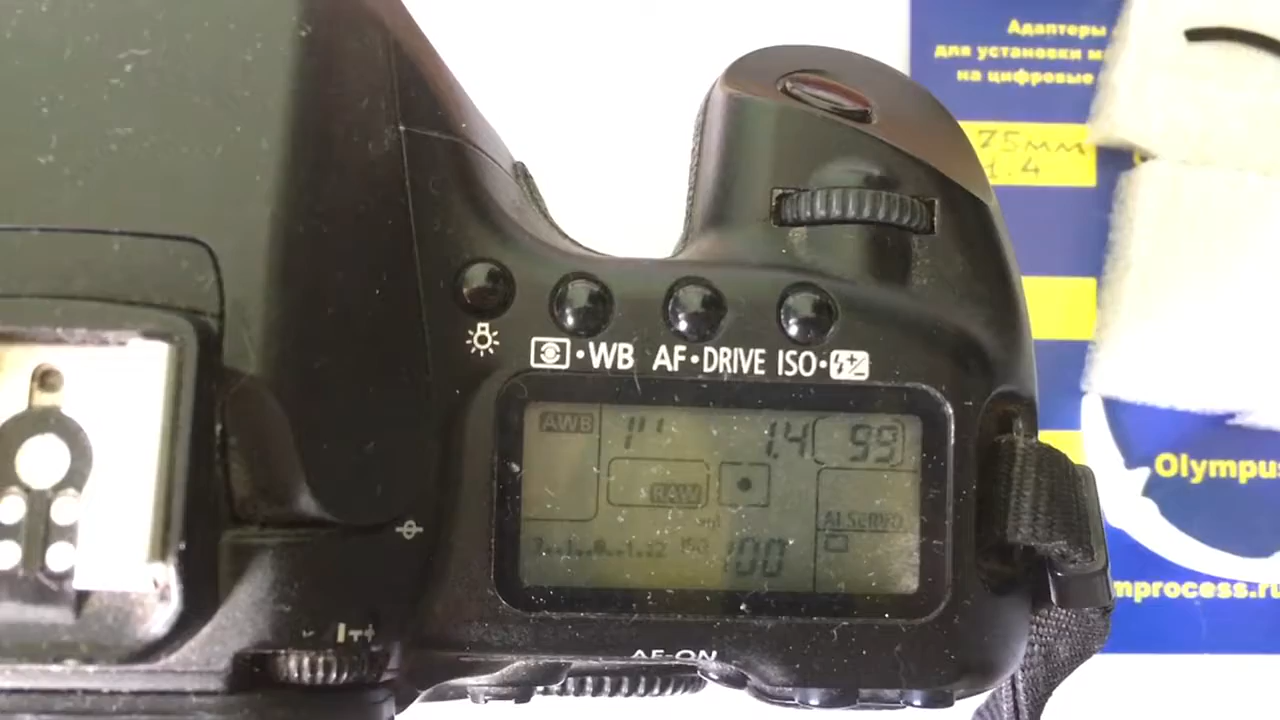 Адаптеры
для установки
на цифровые
75мм
1.4
WB AF·DRIVE ISO·
AWB
1"
1.4
99
RAW
AI SERVO
ISO
100
Olympus
mprocess.ru
AF-ON